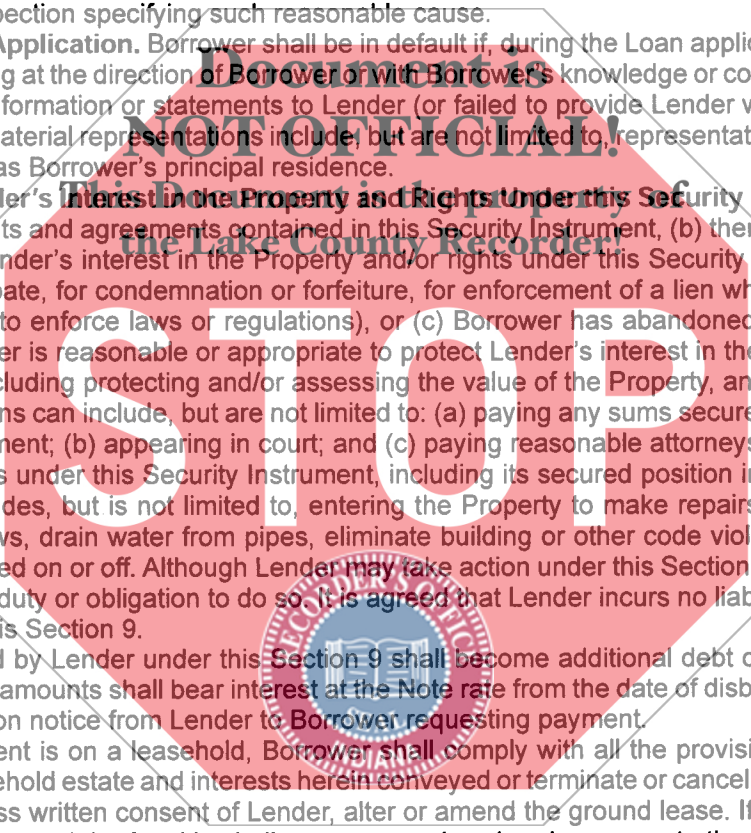 pection specifying such reasonable cause.
Application. Borrower shall be in default if, during the Loan applic
g at the direction of Borrower or with Borrower's knowledge or co
formation or statements to Lender (or failed to provide Lender w
aterial representations include, but are not limited to, representat
as Borrower's principal residence.
der's Interest in the Property and Rights Under this Security
ts and agreements contained in this Security Instrument, (b) ther
nder's interest in the Property and/or rights under this Security
bate, for condemnation or forfeiture, for enforcement of a lien wh
to enforce laws or regulations), or (c) Borrower has abandoned
er is reasonable or appropriate to protect Lender's interest in the
cluding protecting and/or assessing the value of the Property, an
ns can include, but are not limited to: (a) paying any sums secure
ment; (b) appearing in court; and (c) paying reasonable attorneys
s under this Security Instrument, including its secured position in
des, but is not limited to, entering the Property to make repairs
ws, drain water from pipes, eliminate building or other code viol
ed on or off. Although Lender may take action under this Section
duty or obligation to do so. It is agreed that Lender incurs no liab
is Section 9.
d by Lender under this Section 9 shall become additional debt o
amounts shall bear interest at the Note rate from the date of disb
on notice from Lender to Borrower requesting payment.
ent is on a leasehold, Borrower shall comply with all the provisi
ehold estate and interests herein conveyed or terminate or cancel
ss written consent of Lender, alter or amend the ground lease. If
Document is
NOT OFFICIAL!
This Document is the property of
the Lake County Recorder!
STOP
RECORDER'S OFFICE
SEAL
INDIANA